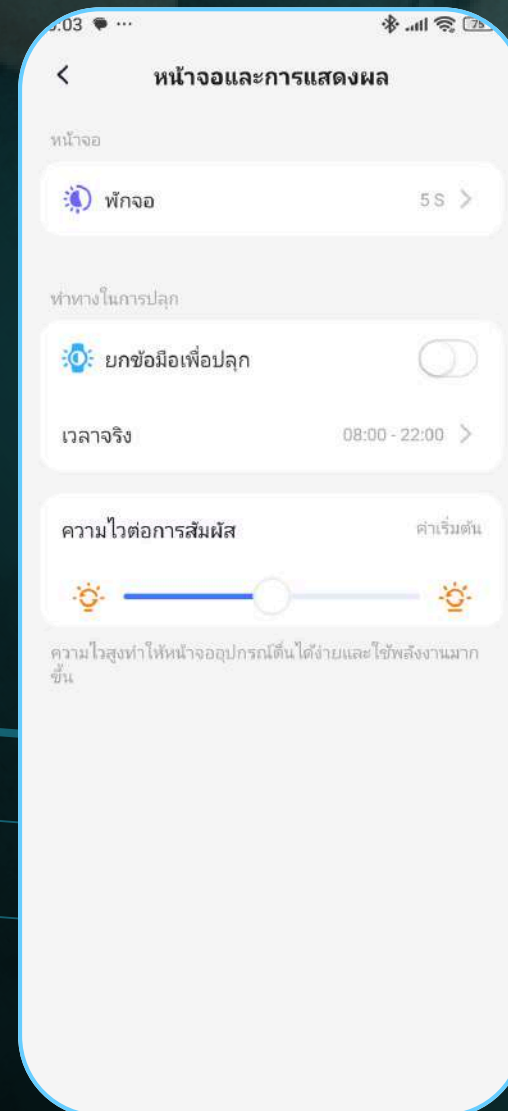 :03 ...
75
หน้าจอและการแสดงผล
หน้าจอ
พักจอ 5 S
ท่าทางในการปลุก
ยกข้อมือเพื่อปลุก
เวลาจริง 08:00 - 22:00
ความไวต่อการสัมผัส ค่าเริ่มต้น
ความไวสูงทำให้หน้าจออุปกรณ์ตื่นได้ง่ายและใช้พลังงานมาก
ขึ้น